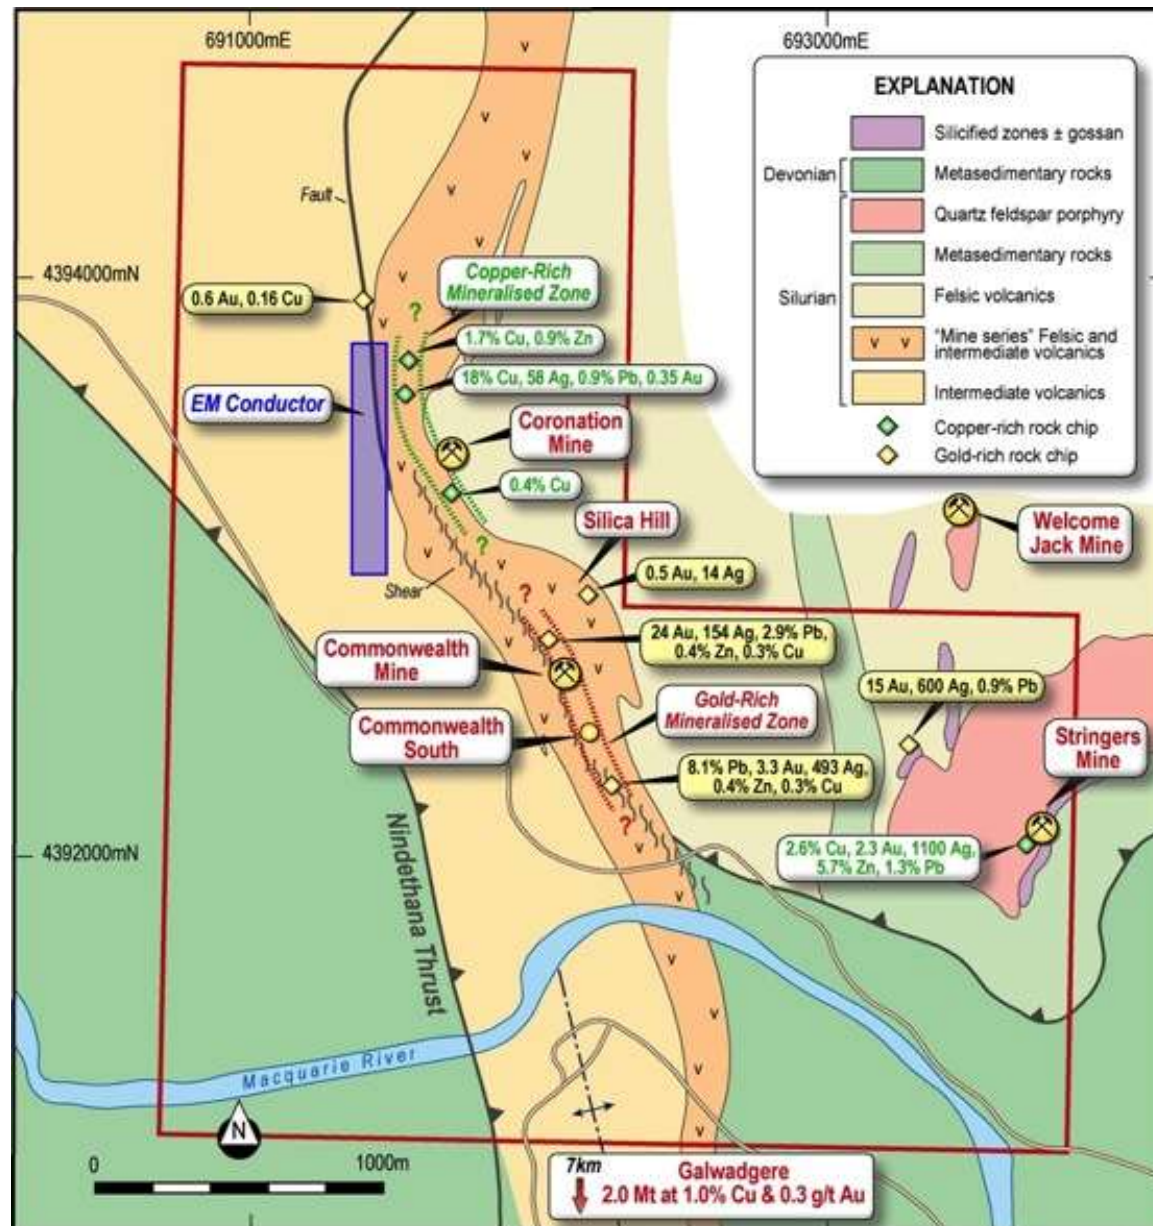 691000mE
693000mE
EXPLANATION
Silicified zones ± gossan
Devonian
Metasedimentary rocks
Quartz feldspar porphyry
Metasedimentary rocks
Silurian
Felsic volcanics
"Mine series" Felsic and
intermediate volcanics
Intermediate volcanics
Copper-rich rock chip
Gold-rich rock chip
Fault
4394000mN
Copper-Rich
Mineralised Zone
0.6 Au, 0.16 Cu
?
1.7% Cu, 0.9% Zn
18% Cu, 58 Ag, 0.9% Pb, 0.35 Au
EM Conductor
Coronation
Mine
0.4% Cu
Silica Hill
Welcome
Jack Mine
?
Shear
0.5 Au, 14 Ag
?
24 Au, 154 Ag, 2.9% Pb,
0.4% Zn, 0.3% Cu
Commonwealth
Mine
15 Au, 600 Ag, 0.9% Pb
Gold-Rich
Mineralised Zone
Commonwealth
South
Stringers
Mine
8.1% Pb, 3.3 Au, 493 Ag,
0.4% Zn, 0.3% Cu
?
4392000mN
2.6% Cu, 2.3 Au, 1100 Ag,
5.7% Zn, 1.3% Pb
Nindethana Thrust
Macquarie River
N
0 1000m
7km
Galwadgere
2.0 Mt at 1.0% Cu & 0.3 g/t Au